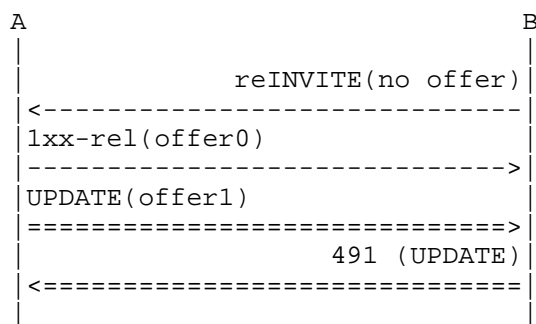 A B
reINVITE(no offer)
<------------------------------
1xx-rel(offer0)
------------------------------>
UPDATE(offer1)
==============================>
491 (UPDATE)
<==============================